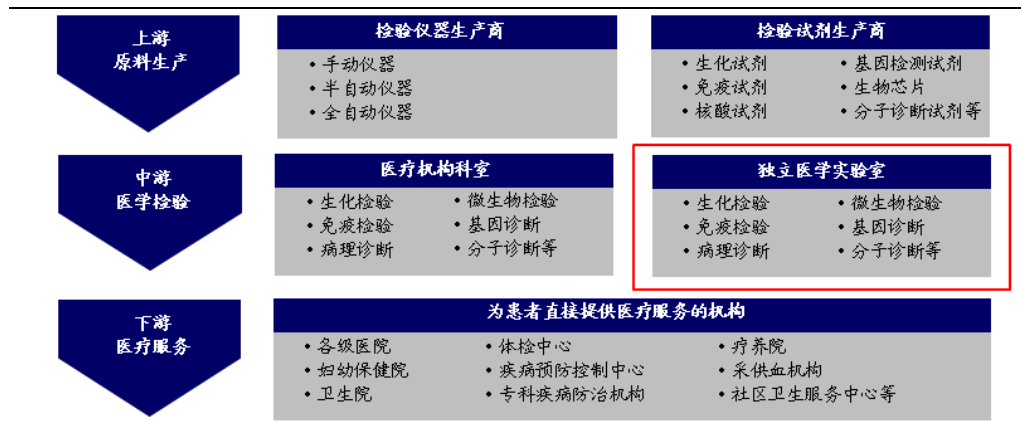 上游
原料生产
检验仪器生产商
• 手动仪器
• 半自动仪器
• 全自动仪器
检验试剂生产商
• 生化试剂
• 免疫试剂
• 核酸试剂
• 基因检测试剂
• 生物芯片
• 分子诊断试剂等
中游
医学检验
医疗机构科室
• 生化检验
• 免疫检验
• 病理诊断
• 微生物检验
• 基因诊断
• 分子诊断等
独立医学实验室
• 生化检验
• 免疫检验
• 病理诊断
• 微生物检验
• 基因诊断
• 分子诊断等
下游
医疗服务
为患者直接提供医疗服务的机构
• 各级医院
• 妇幼保健院
• 卫生院
• 体检中心
• 疾病预防控制中心
• 专科疾病防治机构
• 疗养院
• 采供血机构
• 社区卫生服务中心等